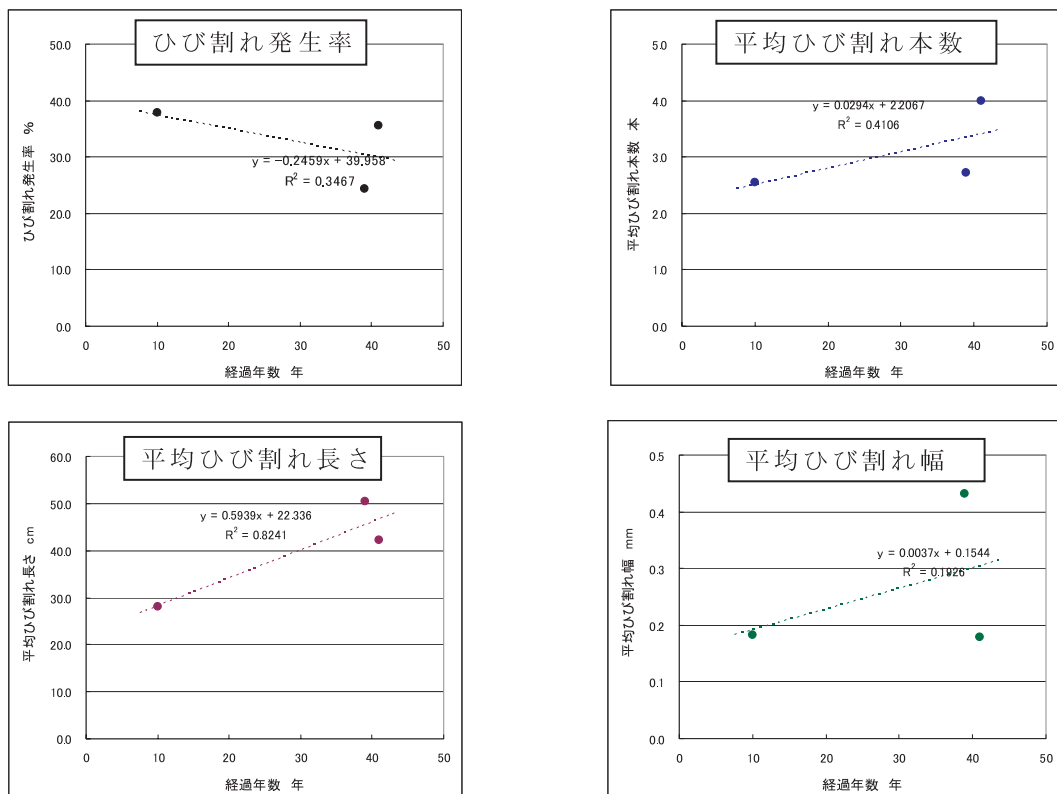 ひび割れ発生率
50.0
40.0
30.0
20.0
10.0
0.0
ひび割れ発生率 %
y = -0.2459x + 39.958
R² = 0.3467
0 10 20 30 40 50
経過年数 年
平均ひび割れ本数
5.0
4.0
3.0
2.0
1.0
0.0
平均ひび割れ本数 本
y = 0.0294x + 2.2067
R² = 0.4106
0 10 20 30 40 50
経過年数 年
平均ひび割れ長さ
60.0
50.0
40.0
30.0
20.0
10.0
0.0
平均ひび割れ長さ cm
y = 0.5939x + 22.336
R² = 0.8241
0 10 20 30 40 50
経過年数 年
平均ひび割れ幅
0.5
0.4
0.3
0.2
0.1
0.0
平均ひび割れ幅 mm
y = 0.0037x + 0.1544
R² = 0.1926
0 10 20 30 40 50
経過年数 年